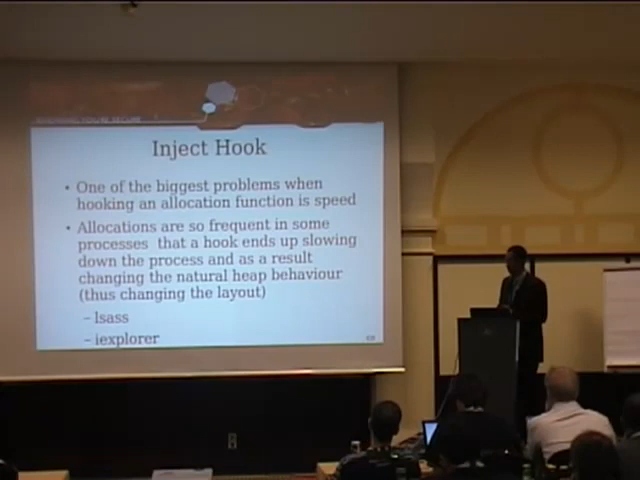 Inject Hook
• One of the biggest problems when
hooking an allocation function is speed
• Allocations are so frequent in some
processes that a hook ends up slowing
down the process and as a result
changing the natural heap behaviour
(thus changing the layout)
– lsass
– iexplorer